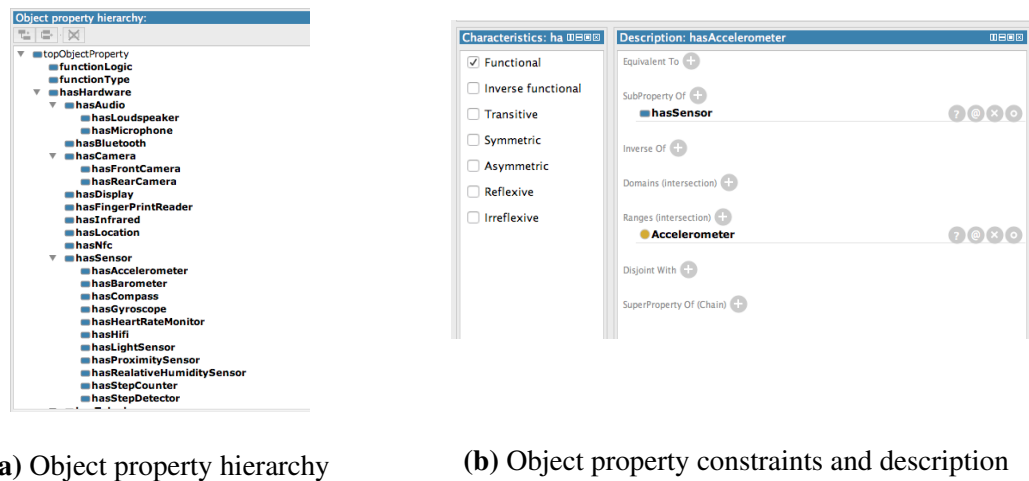 Object property hierarchy:
topObjectProperty
functionLogic
functionType
hasHardware
hasAudio
hasLoudspeaker
hasMicrophone
hasBluetooth
hasCamera
hasFrontCamera
hasRearCamera
hasDisplay
hasFingerPrintReader
hasInfrared
hasLocation
hasNfc
hasSensor
hasAccelerometer
hasBarometer
hasCompass
hasGyroscope
hasHeartRateMonitor
hasHifi
hasLightSensor
hasProximitySensor
hasRealativeHumiditySensor
hasStepCounter
hasStepDetector
a) Object property hierarchy
Characteristics: ha
Functional
Inverse functional
Transitive
Symmetric
Asymmetric
Reflexive
Irreflexive
Description: hasAccelerometer
Equivalent To
SubProperty Of
hasSensor
Inverse Of
Domains (intersection)
Ranges (intersection)
Accelerometer
Disjoint With
SuperProperty Of (Chain)
(b) Object property constraints and description